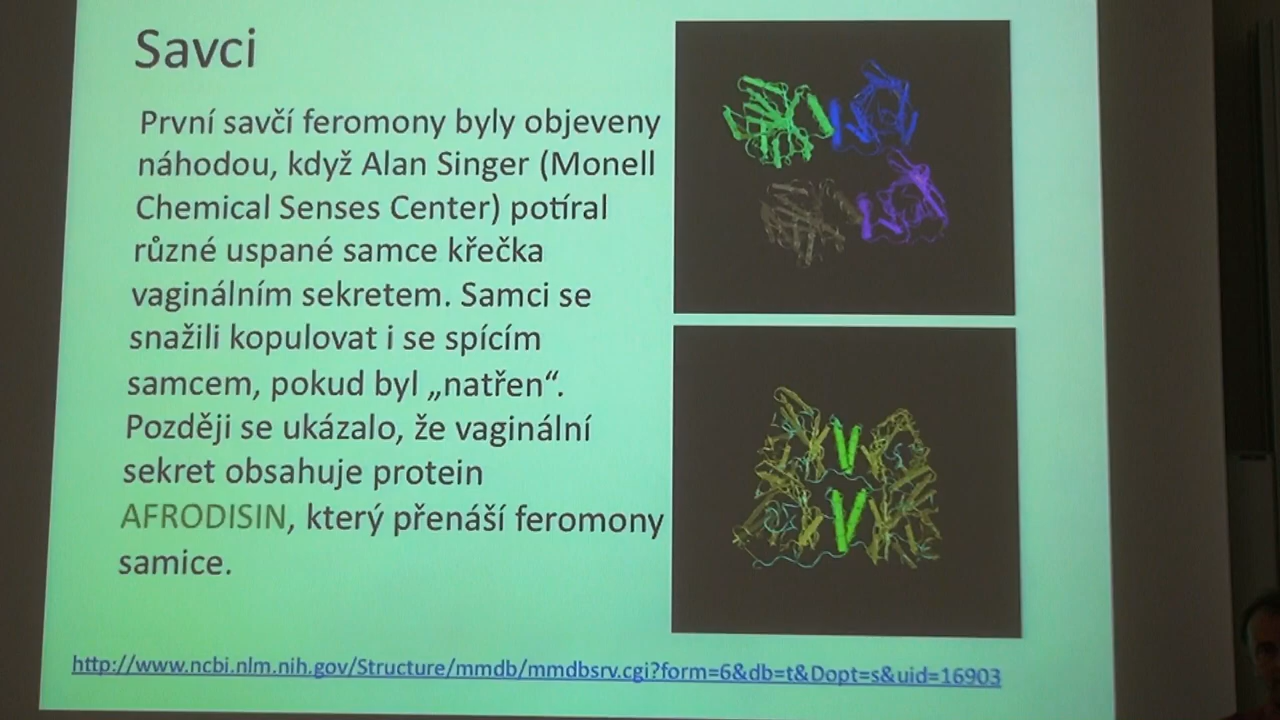 Savci
První savčí feromony byly objeveny
náhodou, když Alan Singer (Monell
Chemical Senses Center) potíral
různé uspané samce křečka
vaginálním sekretem. Samci se
snažili kopulovat i se spícím
samcem, pokud byl „natřen“.
Později se ukázalo, že vaginální
sekret obsahuje protein
AFRODISIN, který přenáší feromony
samice.
http://www.ncbi.nlm.nih.gov/Structure/mmdb/mmdbsrv.cgi?form=6&db=t&Dopt=s&uid=16903